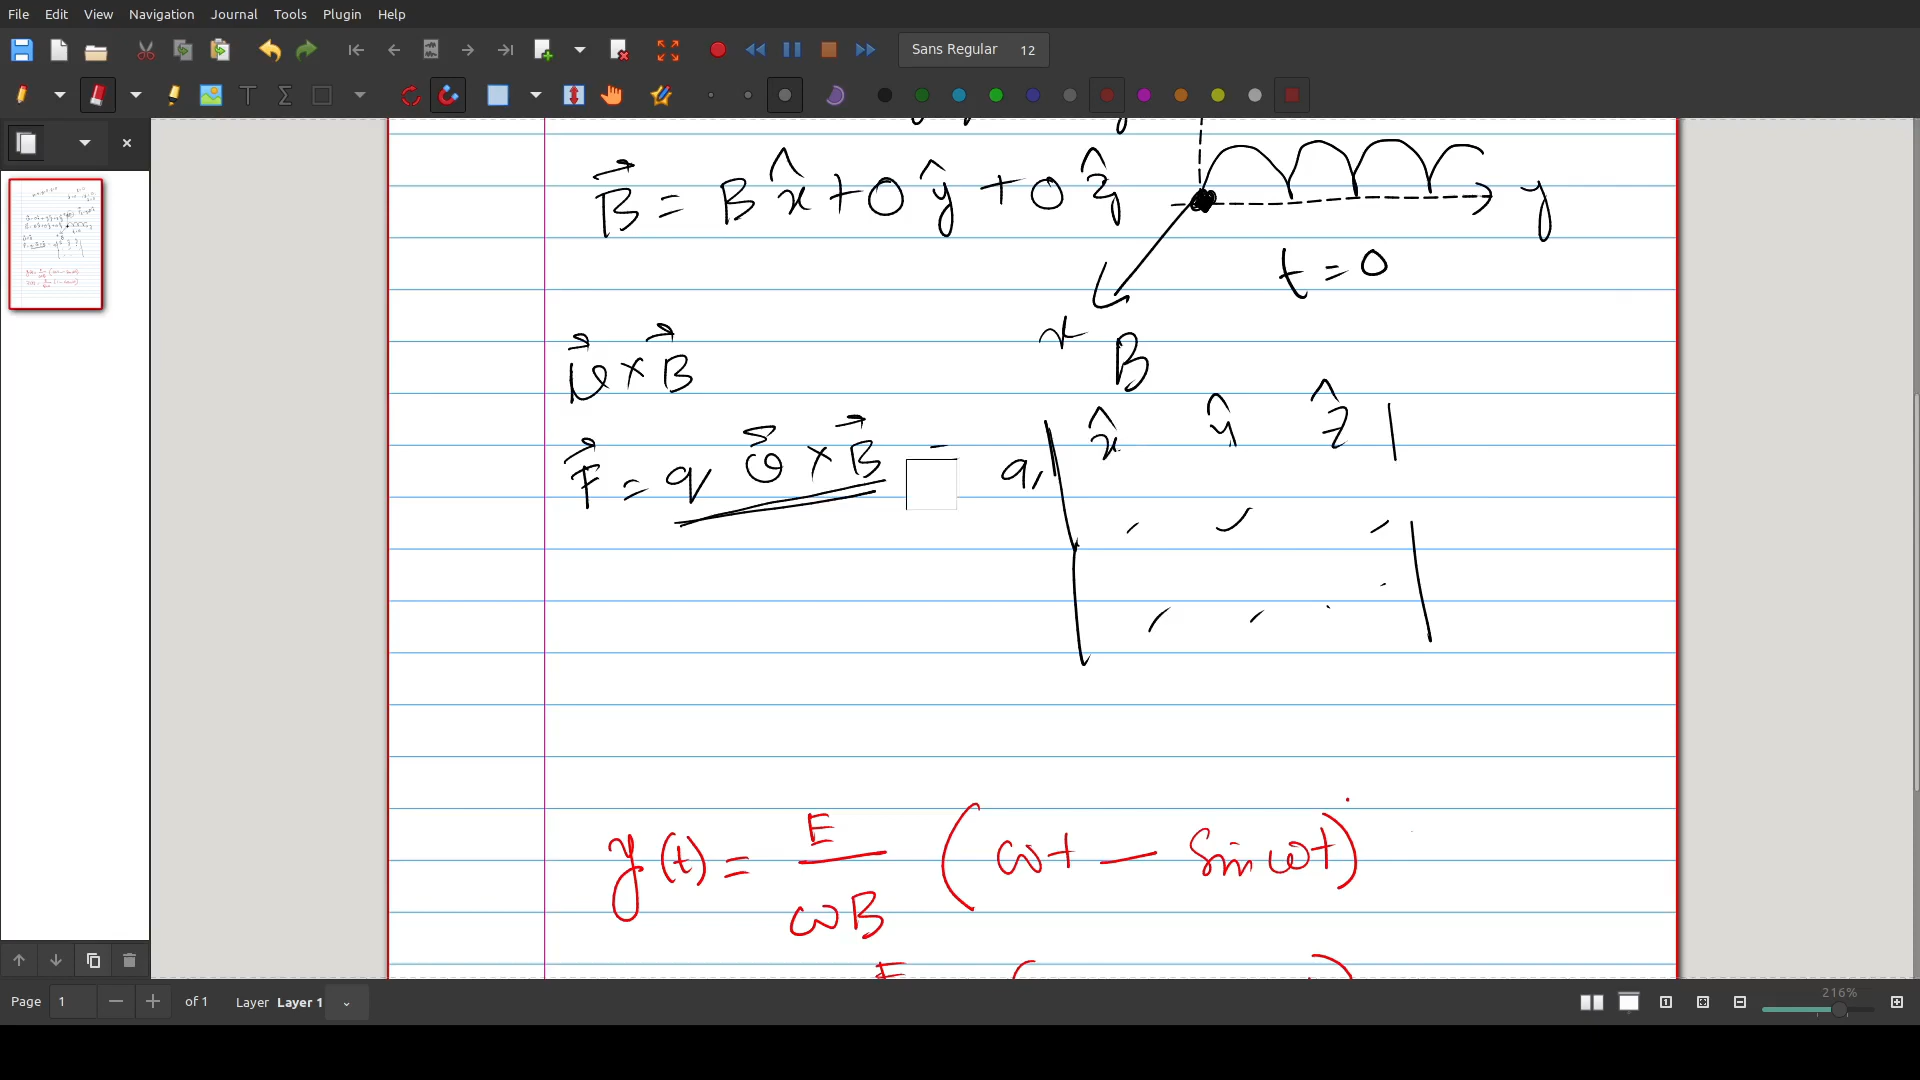 File Edit View Navigation Journal Tools Plugin Help
Sans Regular 12
B⃗ = B x̂ + 0 ŷ + 0 ẑ
y
t = 0
x B
v⃗ × B⃗
F⃗ = q v⃗ × B⃗ = q | x̂ ŷ ẑ |
y(t) = E/ωB (ωt − sin ωt)
E
Page 1 of 1 Layer Layer 1 216%